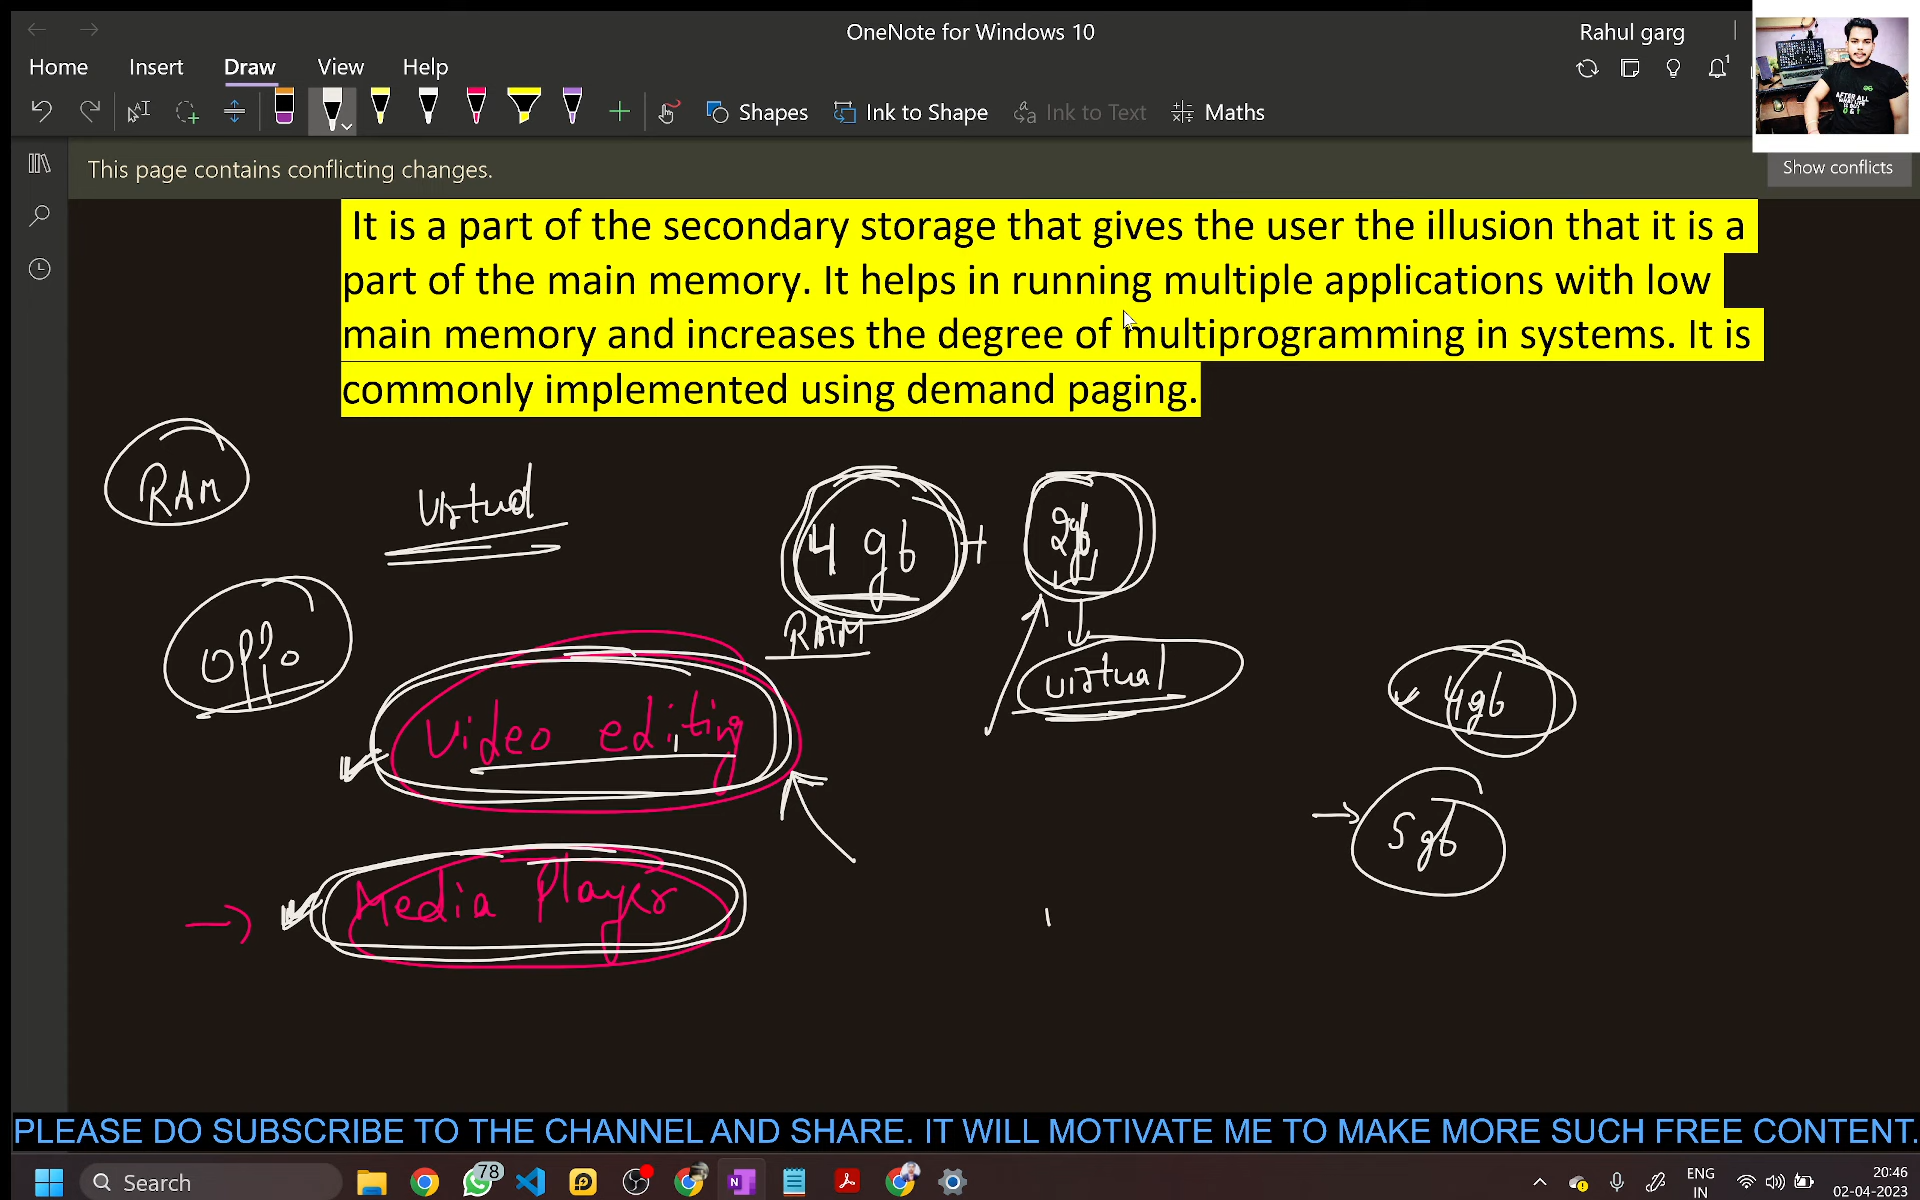 OneNote for Windows 10
Rahul garg
Home Insert Draw View Help
Shapes Ink to Shape Ink to Text Maths
This page contains conflicting changes.
Show conflicts
It is a part of the secondary storage that gives the user the illusion that it is a
part of the main memory. It helps in running multiple applications with low
main memory and increases the degree of multiprogramming in systems. It is
commonly implemented using demand paging.
RAM
Virtual
4 gb + 2gb
RAM
Oppo
virtual
4gb
Video editing
5gb
Media Player
PLEASE DO SUBSCRIBE TO THE CHANNEL AND SHARE. IT WILL MOTIVATE ME TO MAKE MORE SUCH FREE CONTENT.
Search
78
ENG
IN
20:46
02-04-2023